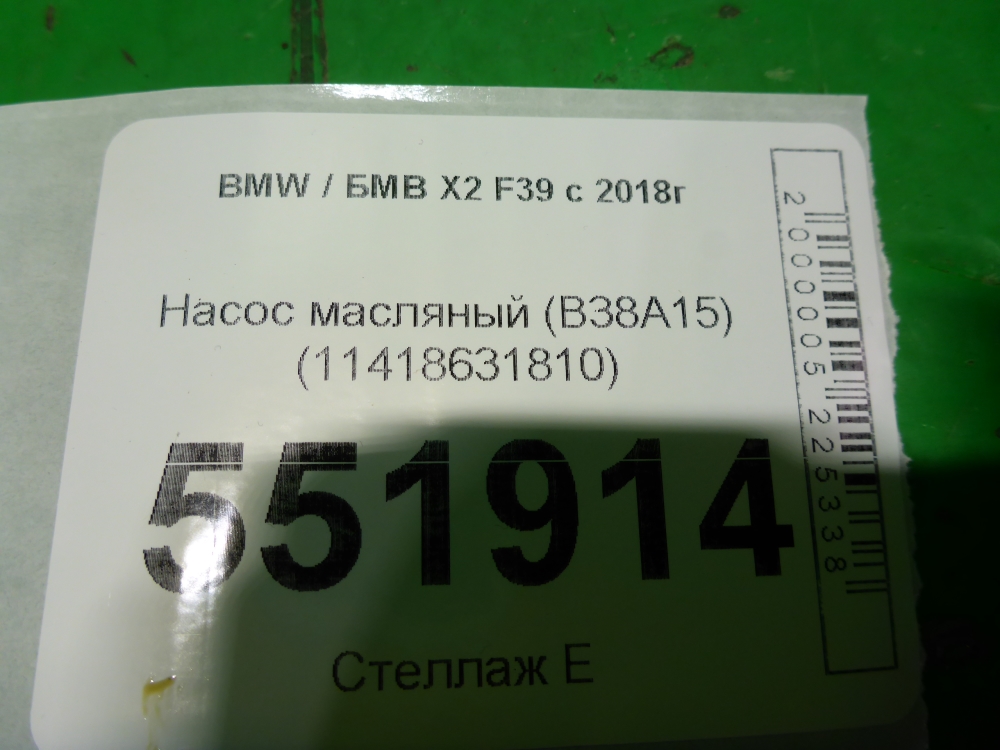 BMW / БМВ X2 F39 с 2018г
Насос масляный (B38A15)
(11418631810)
551914
Стеллаж Е
2000005225338